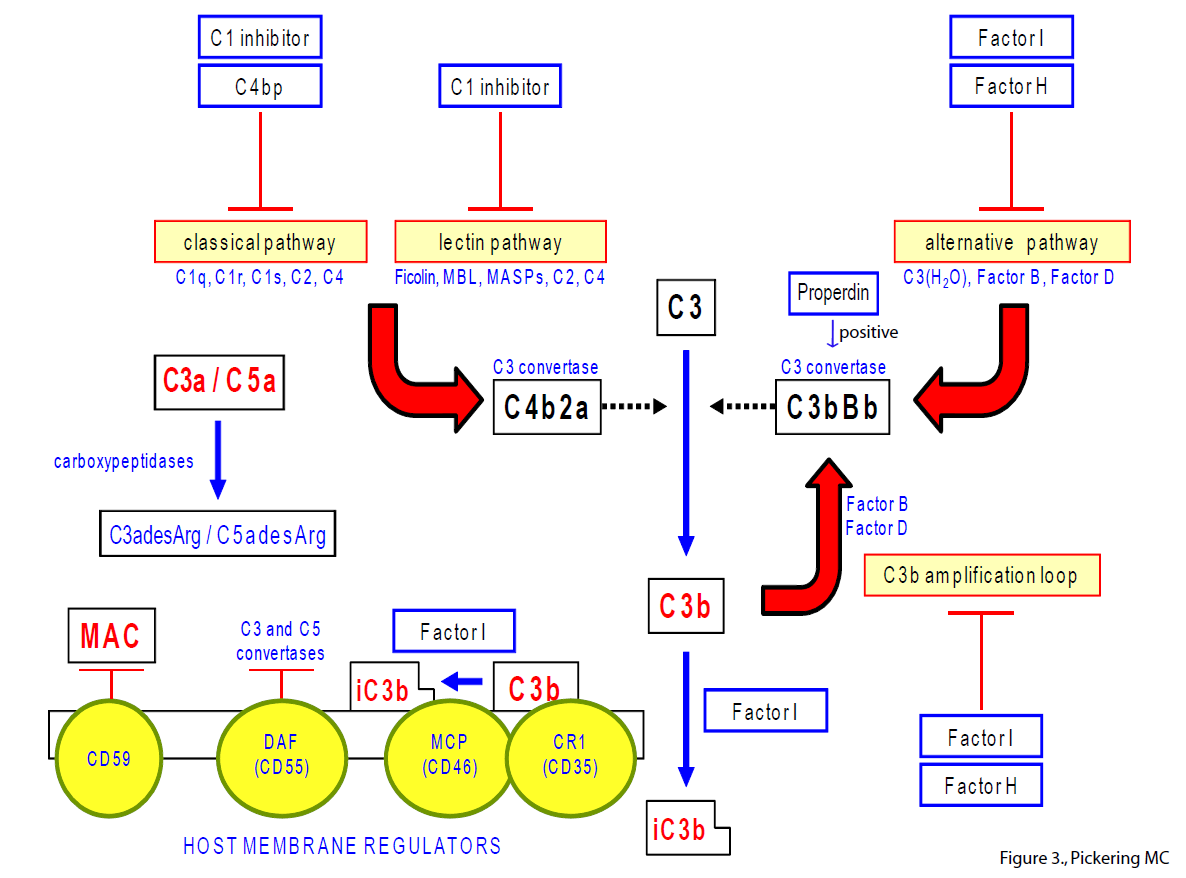 C1 inhibitor
C4bp
C1 inhibitor
Factor I
Factor H
classical pathway
C1q, C1r, C1s, C2, C4
lectin pathway
Ficolin, MBL, MASPs, C2, C4
alternative pathway
C3(H₂O), Factor B, Factor D
C3
Properdin
positive
C3 convertase
C4b2a
C3 convertase
C3bBb
C3a / C5a
carboxypeptidases
C3adesArg / C5adesArg
Factor B
Factor D
C3b amplification loop
C3b
MAC
C3 and C5
convertases
Factor I
iC3b
C3b
Factor I
Factor I
Factor H
CD59
DAF
(CD55)
MCP
(CD46)
CR1
(CD35)
iC3b
HOST MEMBRANE REGULATORS
Figure 3., Pickering MC